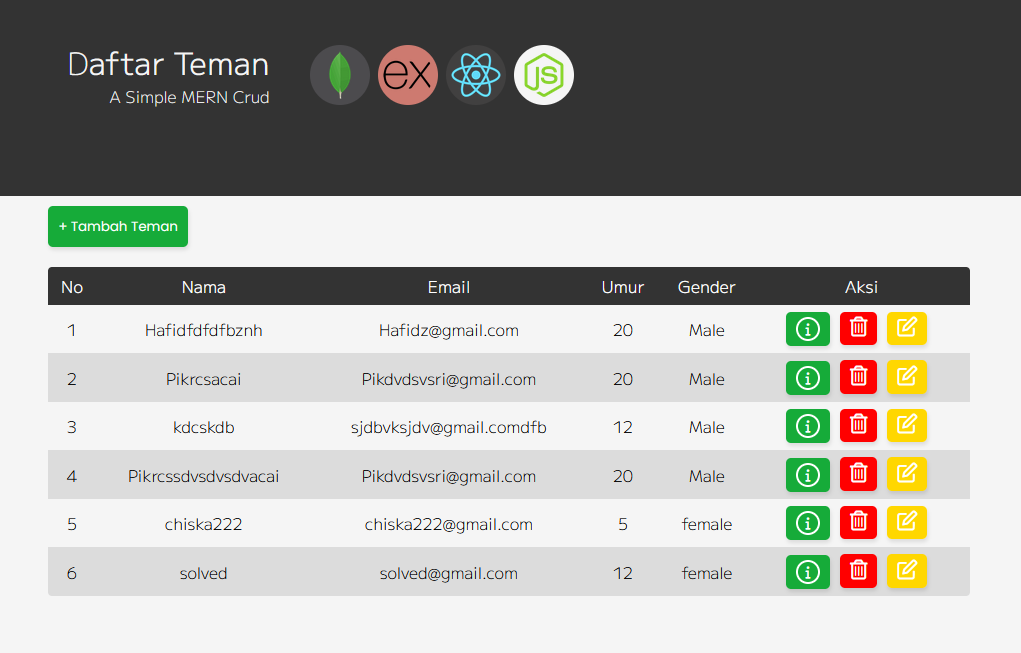 Daftar Teman
A Simple MERN Crud
ex
JS
+ Tambah Teman
No Nama Email Umur Gender Aksi
1 Hafidfdfdfbznh Hafidz@gmail.com 20 Male
2 Pikrcsacai Pikdvdsvsri@gmail.com 20 Male
3 kdcskdb sjdbvksjdv@gmail.comdfb 12 Male
4 Pikrcssdvsdvsdvacai Pikdvdsvsri@gmail.com 20 Male
5 chiska222 chiska222@gmail.com 5 female
6 solved solved@gmail.com 12 female